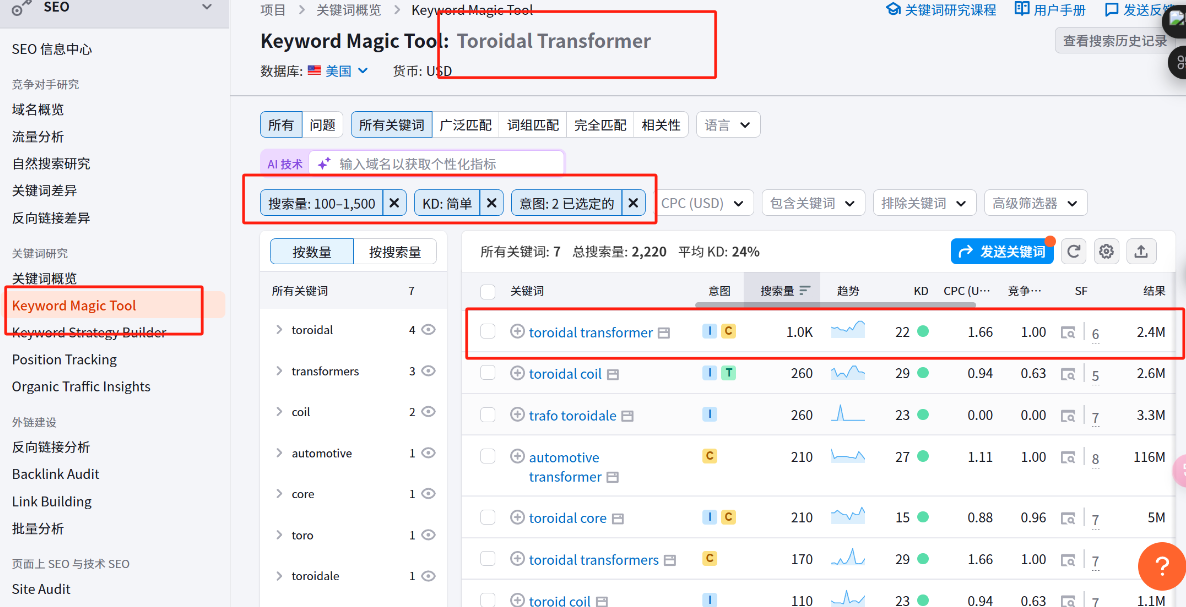 SEO
SEO 信息中心
竞争对手研究
域名概览
流量分析
自然搜索研究
关键词差异
反向链接差异
关键词研究
关键词概览
Keyword Magic Tool
Keyword Strategy Builder
Position Tracking
Organic Traffic Insights
外链建设
反向链接分析
Backlink Audit
Link Building
批量分析
页面上 SEO 与技术 SEO
Site Audit
项目 关键词概览 Keyword Magic Tool
关键词研究课程 用户手册 发送反馈
Keyword Magic Tool: Toroidal Transformer
查看搜索历史记录
数据库: 美国 货币: USD
所有 问题 所有关键词 广泛匹配 词组匹配 完全匹配 相关性 语言
AI 技术 输入域名以获取个性化指标
搜索量: 100–1,500 KD: 简单 意图: 2 已选定的 CPC (USD) 包含关键词 排除关键词 高级筛选器
按数量 按搜索量
所有关键词 7
toroidal 4
transformers 3
coil 2
automotive 1
core 1
toro 1
toroidale 1
所有关键词: 7 总搜索量: 2,220 平均 KD: 24%
发送关键词
关键词 意图 搜索量 趋势 KD CPC (U… 竞争… SF 结果
toroidal transformer I C 1.0K 22 1.66 1.00 6 2.4M
toroidal coil I T 260 29 0.94 0.63 5 2.6M
trafo toroidale I 260 23 0.00 0.00 7 3.3M
automotive transformer C 210 27 1.11 1.00 8 116M
toroidal core I C 210 15 0.88 0.96 7 5M
toroidal transformers C 170 29 1.66 1.00 7
toroid coil I 110 23 0.94 0.63 7 1.1M
?